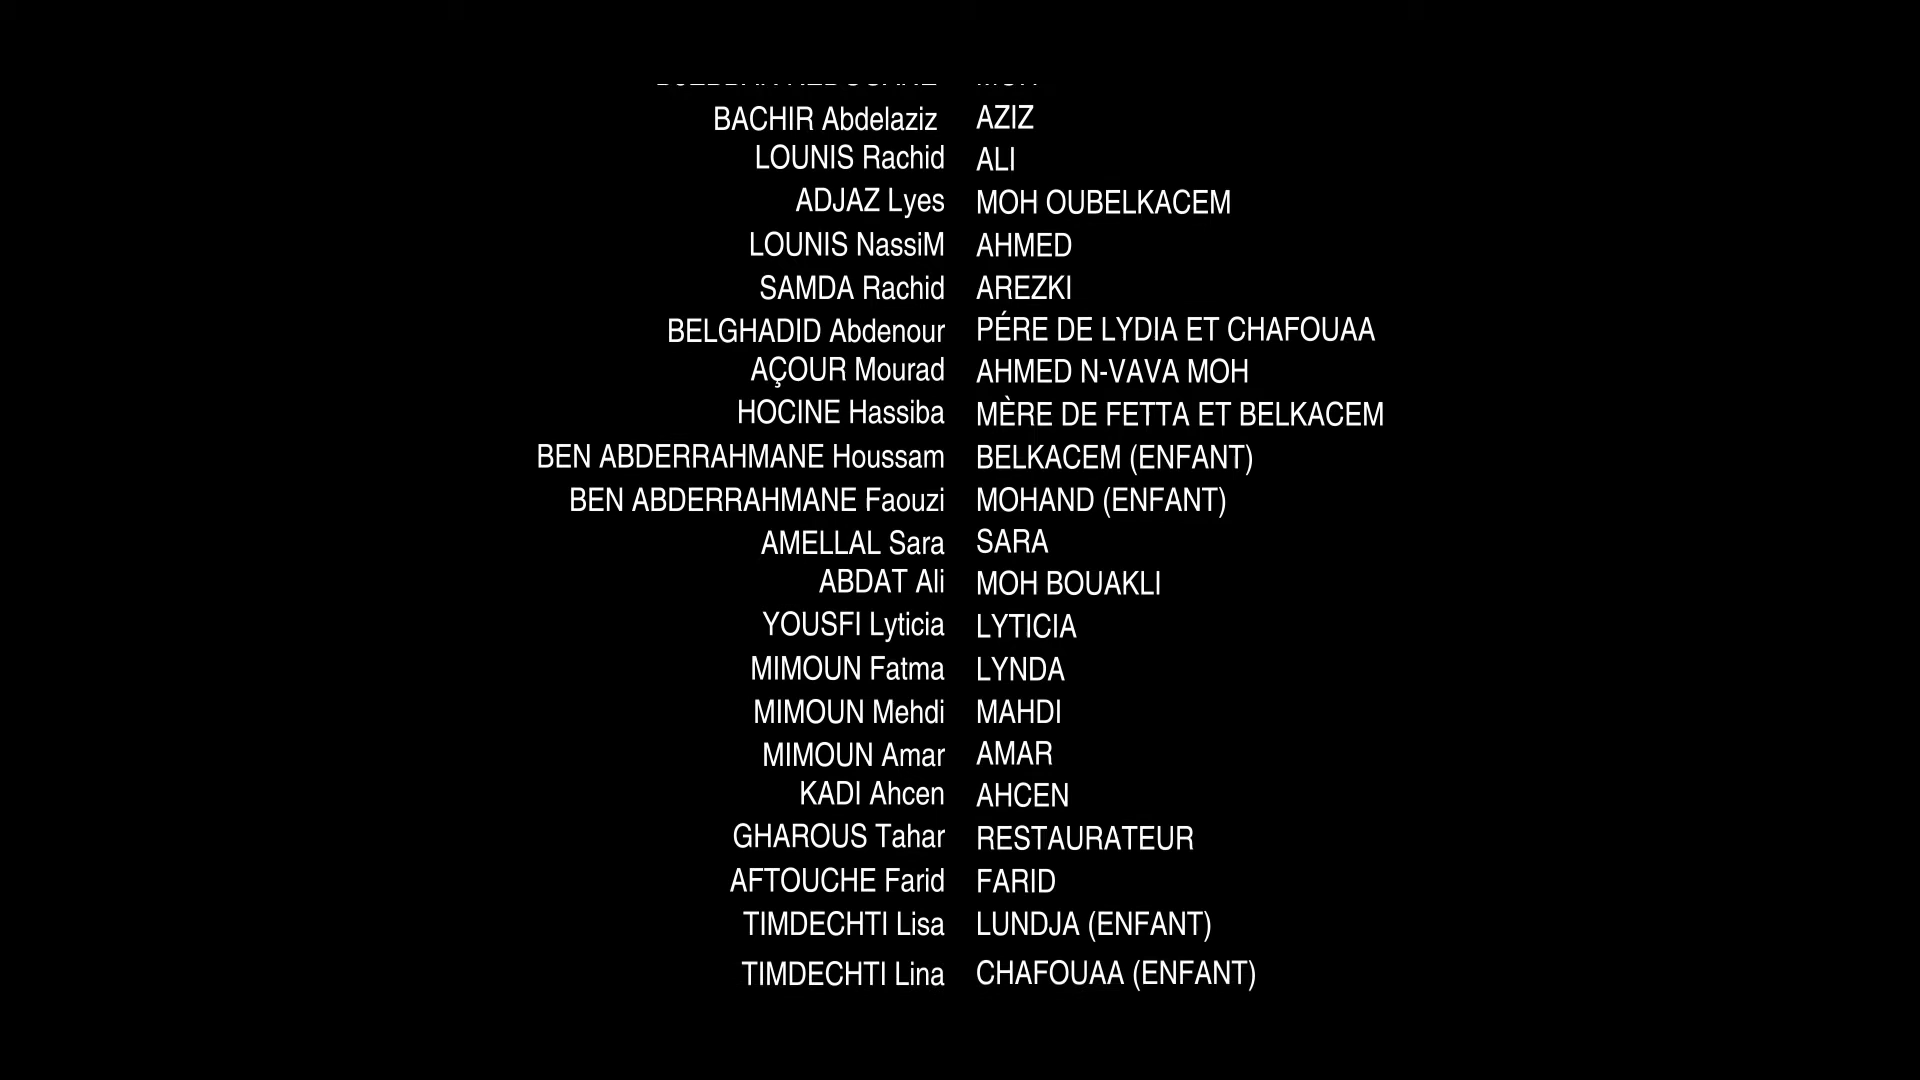 BACHIR Abdelaziz AZIZ
LOUNIS Rachid ALI
ADJAZ Lyes MOH OUBELKACEM
LOUNIS NassiM AHMED
SAMDA Rachid AREZKI
BELGHADID Abdenour PÉRE DE LYDIA ET CHAFOUAA
AÇOUR Mourad AHMED N-VAVA MOH
HOCINE Hassiba MÈRE DE FETTA ET BELKACEM
BEN ABDERRAHMANE Houssam BELKACEM (ENFANT)
BEN ABDERRAHMANE Faouzi MOHAND (ENFANT)
AMELLAL Sara SARA
ABDAT Ali MOH BOUAKLI
YOUSFI Lyticia LYTICIA
MIMOUN Fatma LYNDA
MIMOUN Mehdi MAHDI
MIMOUN Amar AMAR
KADI Ahcen AHCEN
GHAROUS Tahar RESTAURATEUR
AFTOUCHE Farid FARID
TIMDECHTI Lisa LUNDJA (ENFANT)
TIMDECHTI Lina CHAFOUAA (ENFANT)